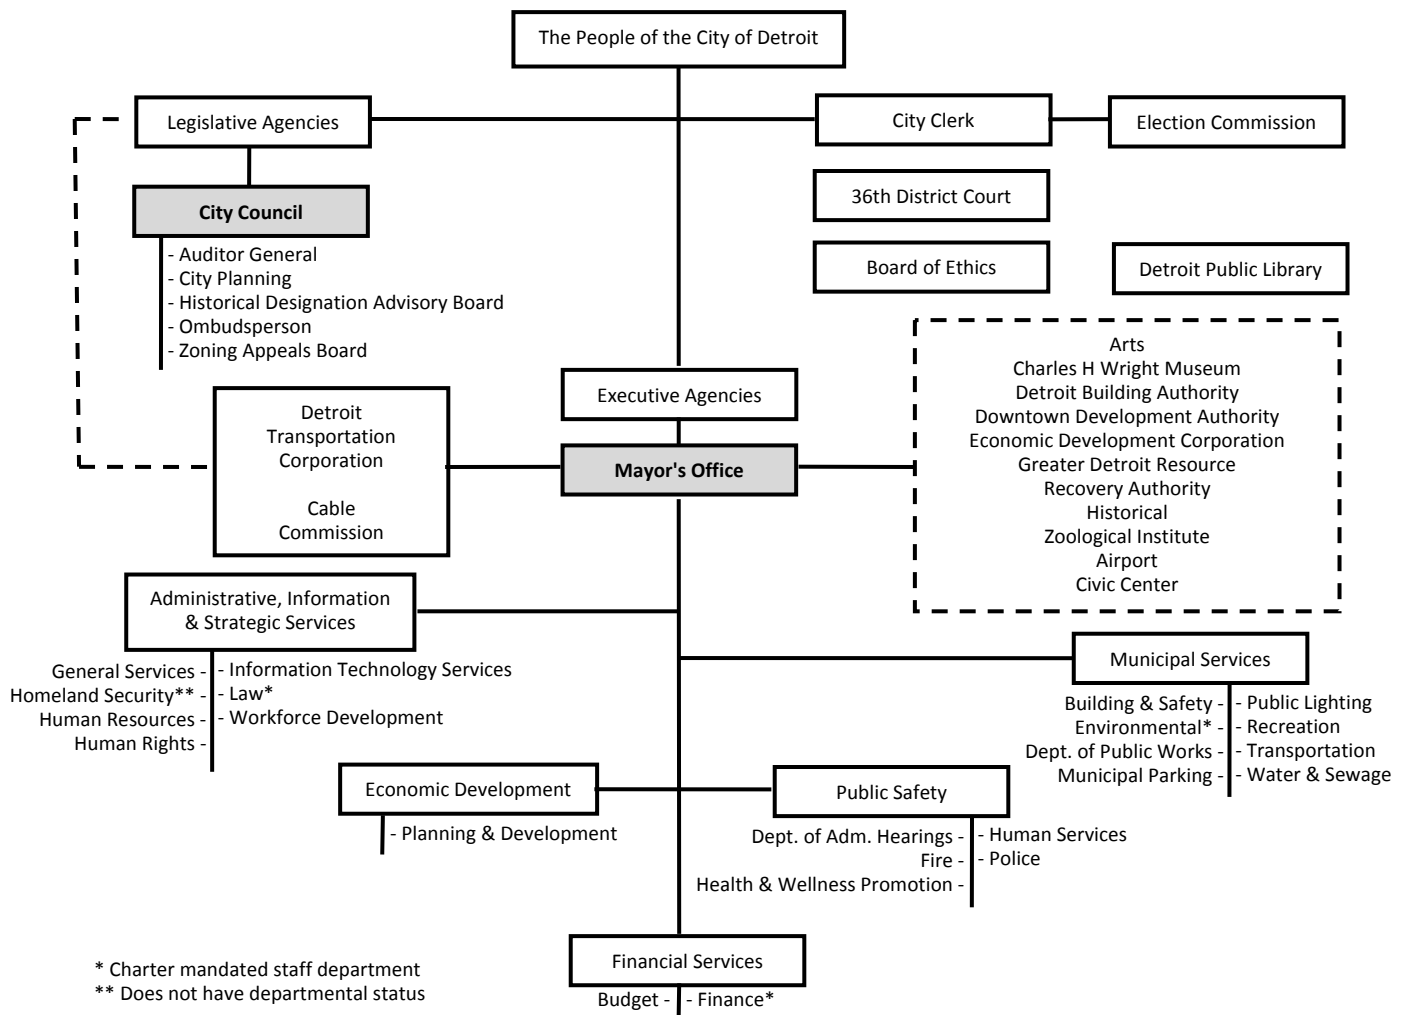 The People of the City of Detroit
Legislative Agencies
City Clerk
Election Commission
City Council
- Auditor General
- City Planning
- Historical Designation Advisory Board
- Ombudsperson
- Zoning Appeals Board
36th District Court
Board of Ethics
Detroit Public Library
Executive Agencies
Mayor's Office
Detroit
Transportation
Corporation
Cable
Commission
Arts
Charles H Wright Museum
Detroit Building Authority
Downtown Development Authority
Economic Development Corporation
Greater Detroit Resource
Recovery Authority
Historical
Zoological Institute
Airport
Civic Center
Administrative, Information
& Strategic Services
General Services -
Homeland Security** -
Human Resources -
Human Rights -
- Information Technology Services
- Law*
- Workforce Development
Municipal Services
Building & Safety -
Environmental* -
Dept. of Public Works -
Municipal Parking -
- Public Lighting
- Recreation
- Transportation
- Water & Sewage
Economic Development
- Planning & Development
Public Safety
Dept. of Adm. Hearings -
Fire -
Health & Wellness Promotion -
- Human Services
- Police
Financial Services
Budget -
- Finance*
* Charter mandated staff department
** Does not have departmental status